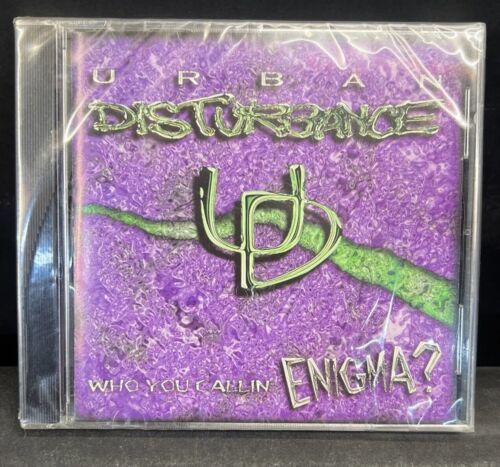 URBAN
DISTURBANCE
UD
WHO YOU CALLIN ENIGMA?